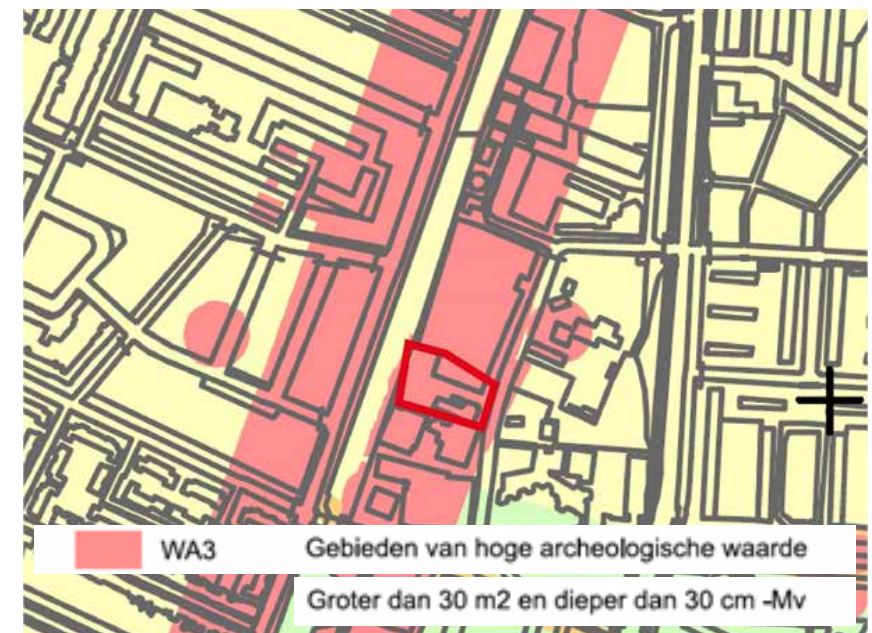 WA3 Gebieden van hoge archeologische waarde
Groter dan 30 m2 en dieper dan 30 cm -Mv